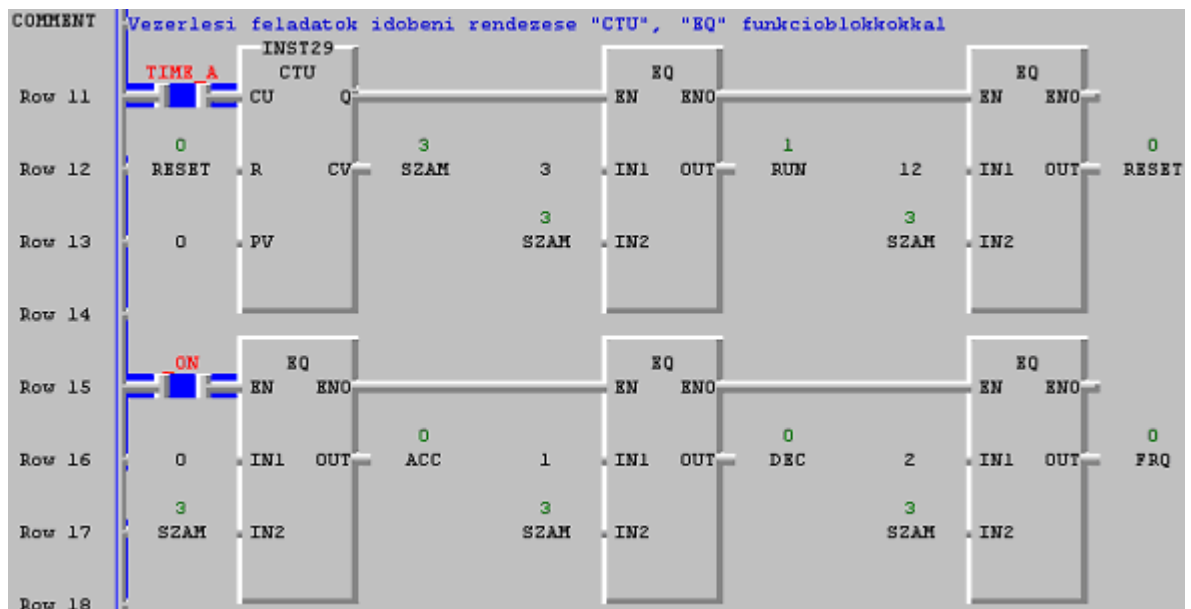 COMMENT Vezerlesi feladatok idobeni rendezese "CTU", "EQ" funkcioblokkokkal
INST29
TIME_A CTU EQ EQ
Row 11 CU Q EN ENO EN ENO
0 3 1 0
Row 12 RESET R CV SZAM 3 IN1 OUT RUN 12 IN1 OUT RESET
3 3
Row 13 0 PV SZAM IN2 SZAM IN2
Row 14
_ON EQ EQ EQ
Row 15 EN ENO EN ENO EN ENO
0 0 0
Row 16 0 IN1 OUT ACC 1 IN1 OUT DEC 2 IN1 OUT FRQ
3 3 3
Row 17 SZAM IN2 SZAM IN2 SZAM IN2
Row 18